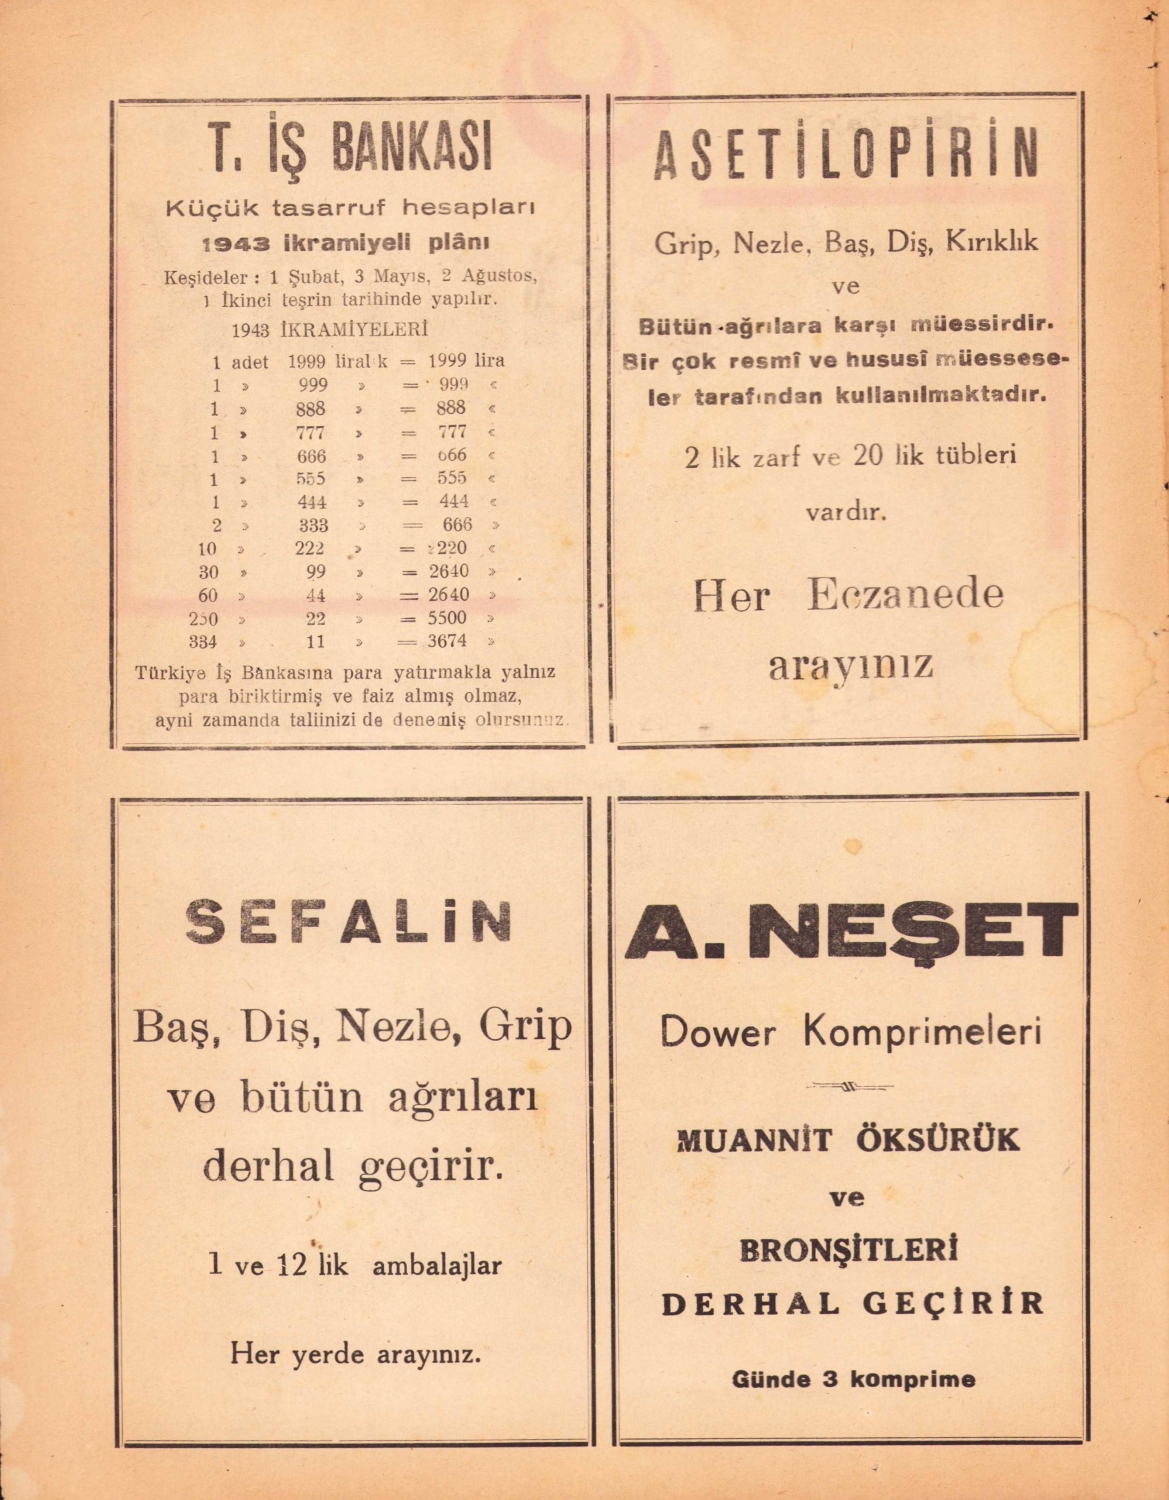 T. İŞ BANKASI
Küçük tasarruf hesapları
1943 ikramiyeli plânı
Keşideler : 1 Şubat, 3 Mayıs, 2 Ağustos,
1 İkinci teşrin tarihinde yapılır.
1943 İKRAMİYELERİ
1 adet 1999 liralık = 1999 lira
1 » 999 » = 999 «
1 » 888 » = 888 «
1 » 777 » = 777 «
1 » 666 » = 666 «
1 » 555 » = 555 «
1 » 444 » = 444 «
2 » 333 » = 666 »
10 » 222 » = 2220 «
30 » 99 » = 2640 »
60 » 44 » = 2640 »
250 » 22 » = 5500 »
334 » 11 » = 3674 »
Türkiye İş Bankasına para yatırmakla yalnız
para biriktirmiş ve faiz almış olmaz,
ayni zamanda taliinizi de denemiş olursunuz.
ASETİLOPİRİN
Grip, Nezle, Baş, Diş, Kırıklık
ve
Bütün ağrılara karşı müessirdir.
Bir çok resmî ve hususî müessese-
ler tarafından kullanılmaktadır.
2 lik zarf ve 20 lik tübleri
vardır.
Her Eczanede
arayınız
SEFALiN
Baş, Diş, Nezle, Grip
ve bütün ağrıları
derhal geçirir.
1 ve 12 lik ambalajlar
Her yerde arayınız.
A. NEŞET
Dower Komprimeleri
MUANNİT ÖKSÜRÜK
ve
BRONŞİTLERİ
DERHAL GEÇİRİR
Günde 3 komprime